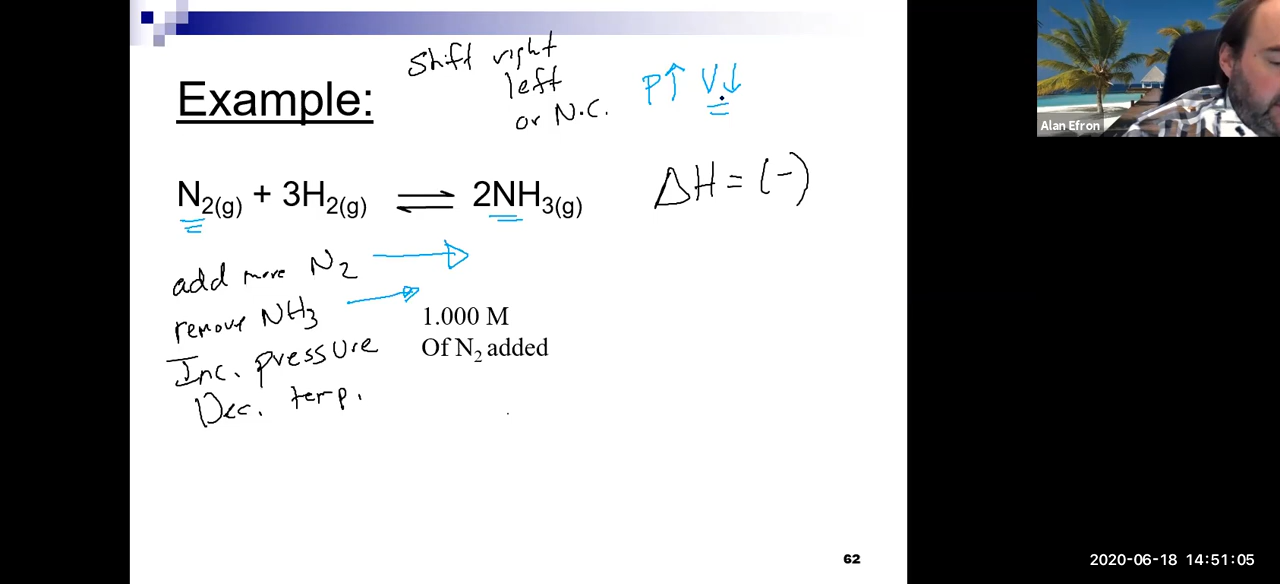 Shift right
left
or N.C.
P↑ V↓
Example:
ΔH = (-)
N2(g) + 3H2(g) ⇌ 2NH3(g)
add more N2 →
remove NH3 →
Inc. pressure
Dec. temp.
1.000 M
Of N2 added
62
Alan Efron
2020-06-18 14:51:05